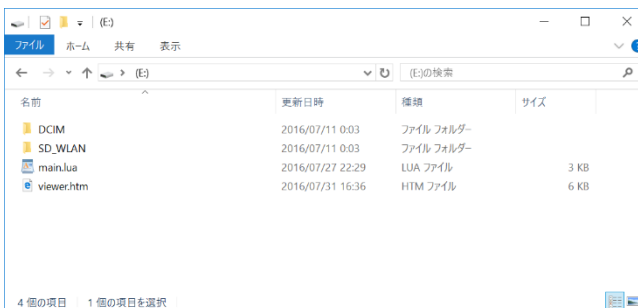 (E:)
ファイル ホーム 共有 表示
(E:) (E:)の検索
名前 更新日時 種類 サイズ
DCIM 2016/07/11 0:03 ファイル フォルダー
SD_WLAN 2016/07/11 0:03 ファイル フォルダー
main.lua 2016/07/27 22:29 LUA ファイル 3 KB
viewer.htm 2016/07/31 16:36 HTM ファイル 6 KB
4 個の項目 1 個の項目を選択